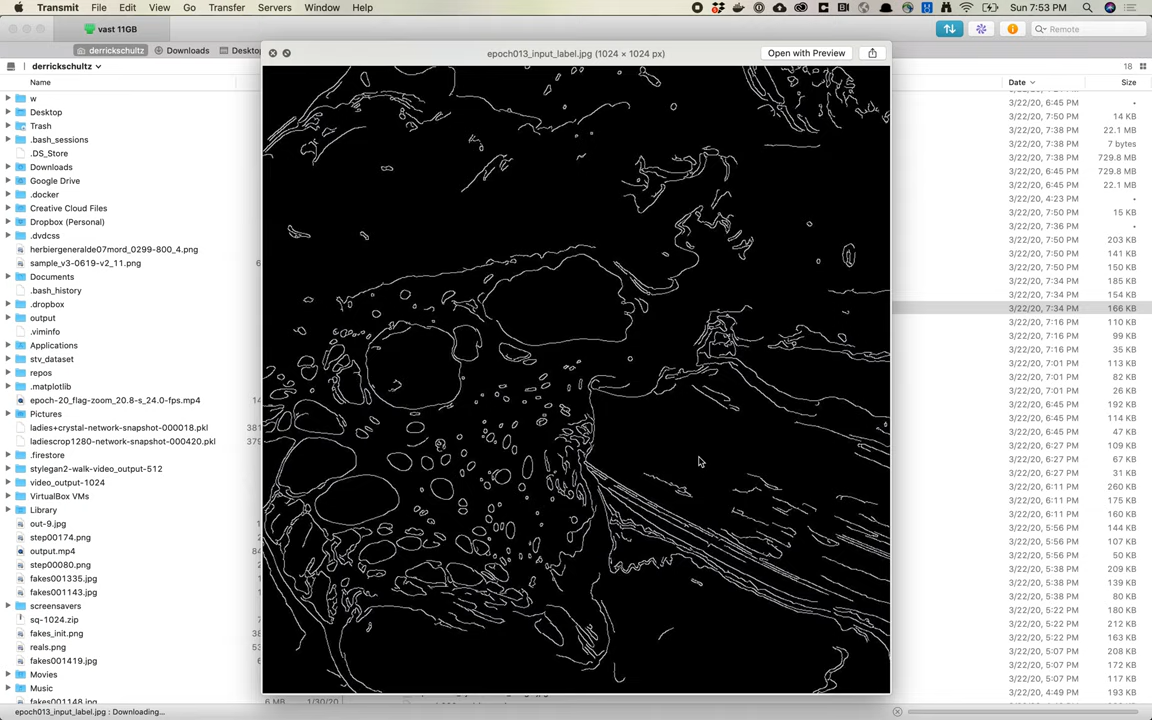 Transmit File Edit View Go Transfer Servers Window Help Sun 7:53 PM
vast 11GB Remote
derrickschultz Downloads Deskto
epoch013_input_label.jpg (1024 × 1024 px) Open with Preview
derrickschultz 18
Name Date Size
w
Desktop 3/22/20, 6:45 PM
Trash 3/22/20, 7:50 PM 14 KB
.bash_sessions 3/22/20, 7:38 PM 22.1 MB
.DS_Store 3/22/20, 7:38 PM 7 bytes
Downloads 3/22/20, 6:45 PM 729.8 MB
Google Drive 3/22/20, 6:45 PM 729.8 MB
.docker 3/22/20, 6:45 PM 22.1 MB
Creative Cloud Files 3/22/20, 4:23 PM
Dropbox (Personal) 3/22/20, 7:50 PM 15 KB
.dvdcss 3/22/20, 7:36 PM
herbiergeneralde07mord_0299-800_4.png 3/22/20, 7:50 PM 203 KB
sample_v3-0619-v2_11.png 6 3/22/20, 7:50 PM 141 KB
Documents 3/22/20, 7:50 PM 150 KB
.bash_history 3/22/20, 7:34 PM 185 KB
.dropbox 3/22/20, 7:34 PM 154 KB
output 3/22/20, 7:34 PM 166 KB
.viminfo 3/22/20, 7:16 PM 110 KB
Applications 3/22/20, 7:16 PM 99 KB
stv_dataset 3/22/20, 7:16 PM 35 KB
repos 3/22/20, 7:01 PM 113 KB
.matplotlib 3/22/20, 7:01 PM 82 KB
epoch-20_flag-zoom_20.8-s_24.0-fps.mp4 14 3/22/20, 7:01 PM 26 KB
Pictures 3/22/20, 6:45 PM 192 KB
ladies+crystal-network-snapshot-000018.pkl 381 3/22/20, 6:45 PM 114 KB
ladiescrop1280-network-snapshot-000420.pkl 379 3/22/20, 6:45 PM 47 KB
.firestore 3/22/20, 6:27 PM 109 KB
stylegan2-walk-video_output-512 3/22/20, 6:27 PM 67 KB
video_output-1024 3/22/20, 6:27 PM 31 KB
VirtualBox VMs 3/22/20, 6:11 PM 260 KB
Library 3/22/20, 6:11 PM 175 KB
out-9.jpg 3/22/20, 6:11 PM 160 KB
step00174.png 3/22/20, 5:56 PM 144 KB
output.mp4 3/22/20, 5:56 PM 107 KB
step00080.png 3/22/20, 5:56 PM 50 KB
fakes001335.jpg 3/22/20, 5:38 PM 209 KB
fakes001143.jpg 3/22/20, 5:38 PM 139 KB
screensavers 3/22/20, 5:38 PM 80 KB
sq-1024.zip 3/22/20, 5:22 PM 180 KB
fakes_init.png 3/22/20, 5:22 PM 212 KB
reals.png 3/22/20, 5:22 PM 163 KB
fakes001419.jpg 3/22/20, 5:07 PM 208 KB
Movies 3/22/20, 5:07 PM 172 KB
Music 3/22/20, 5:07 PM 117 KB
fakes001148.jpg 6 MB 1/30/20 3/22/20, 4:49 PM 193 KB
epoch013_input_label.jpg : Downloading...